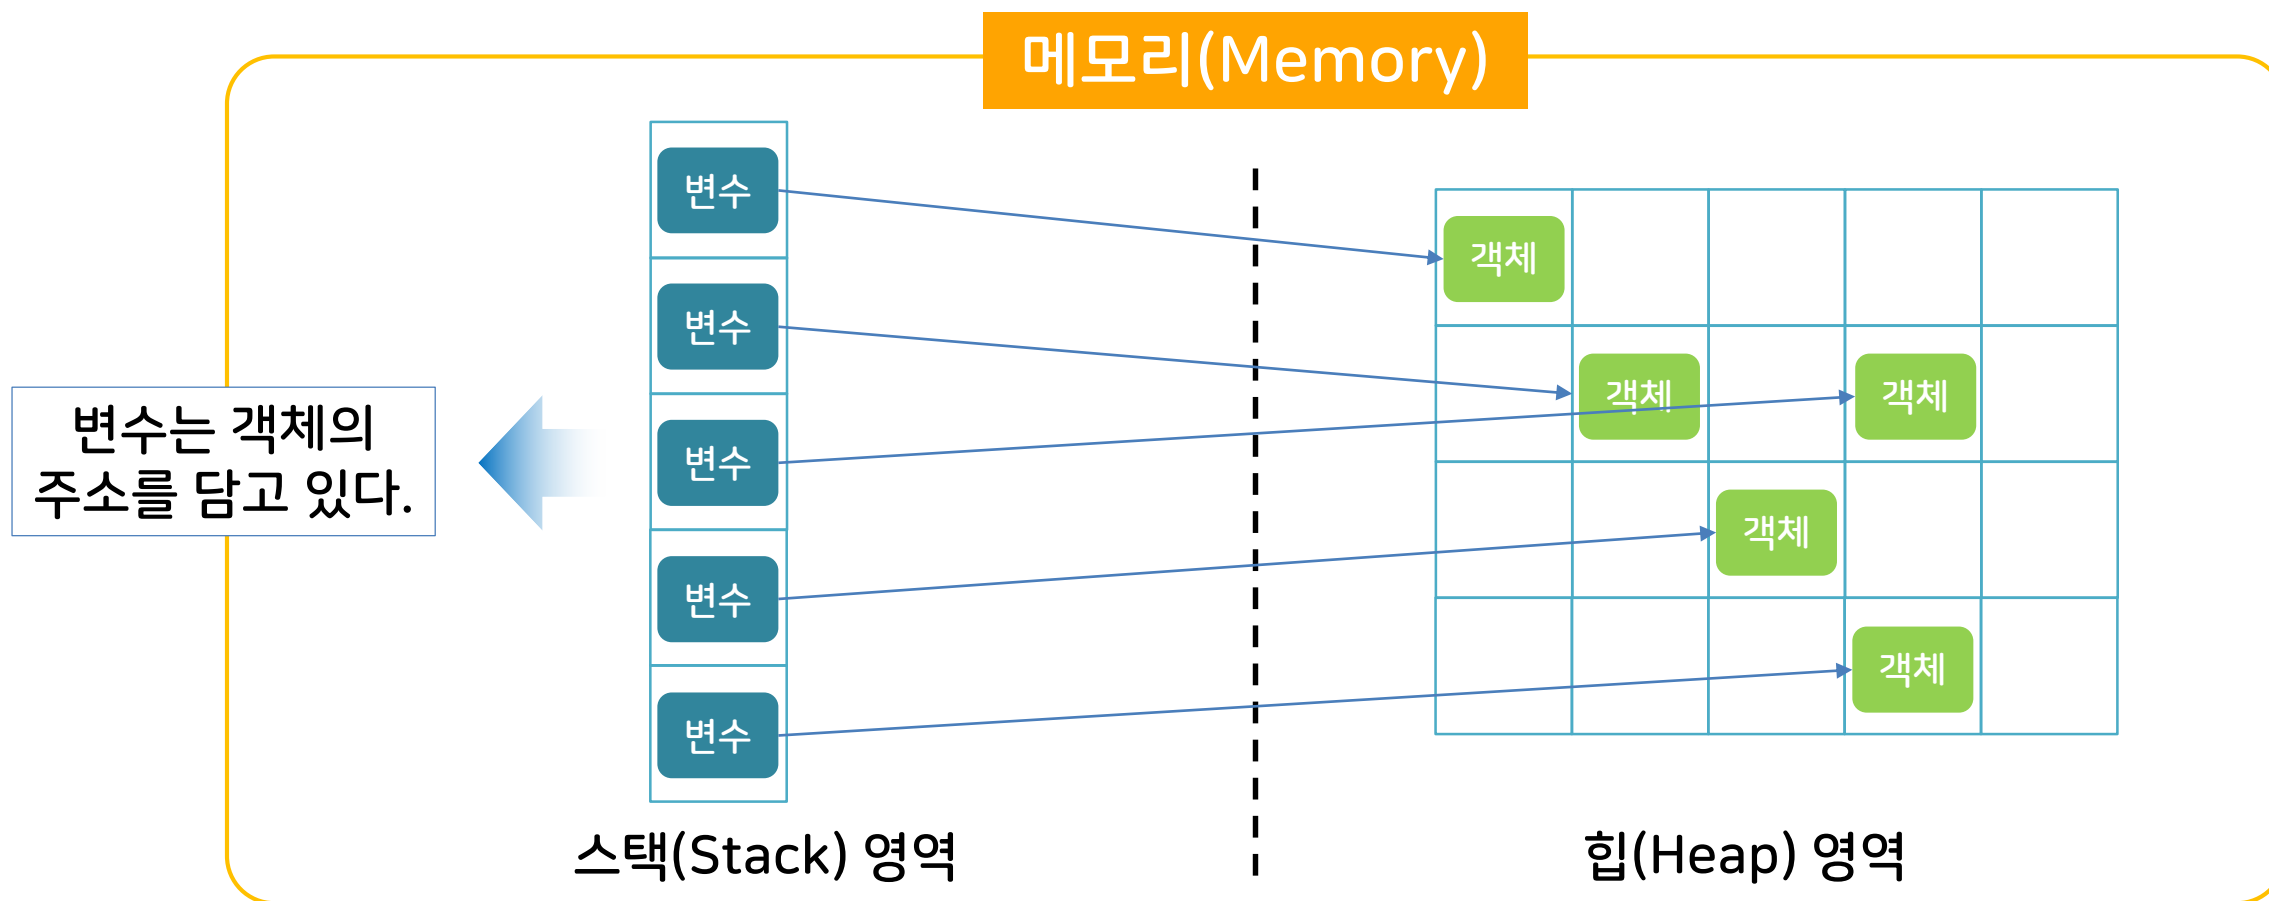 메모리(Memory)
변수
변수
변수
변수
변수
객체
객체
객체
객체
객체
변수는 객체의
주소를 담고 있다.
스택(Stack) 영역
힙(Heap) 영역